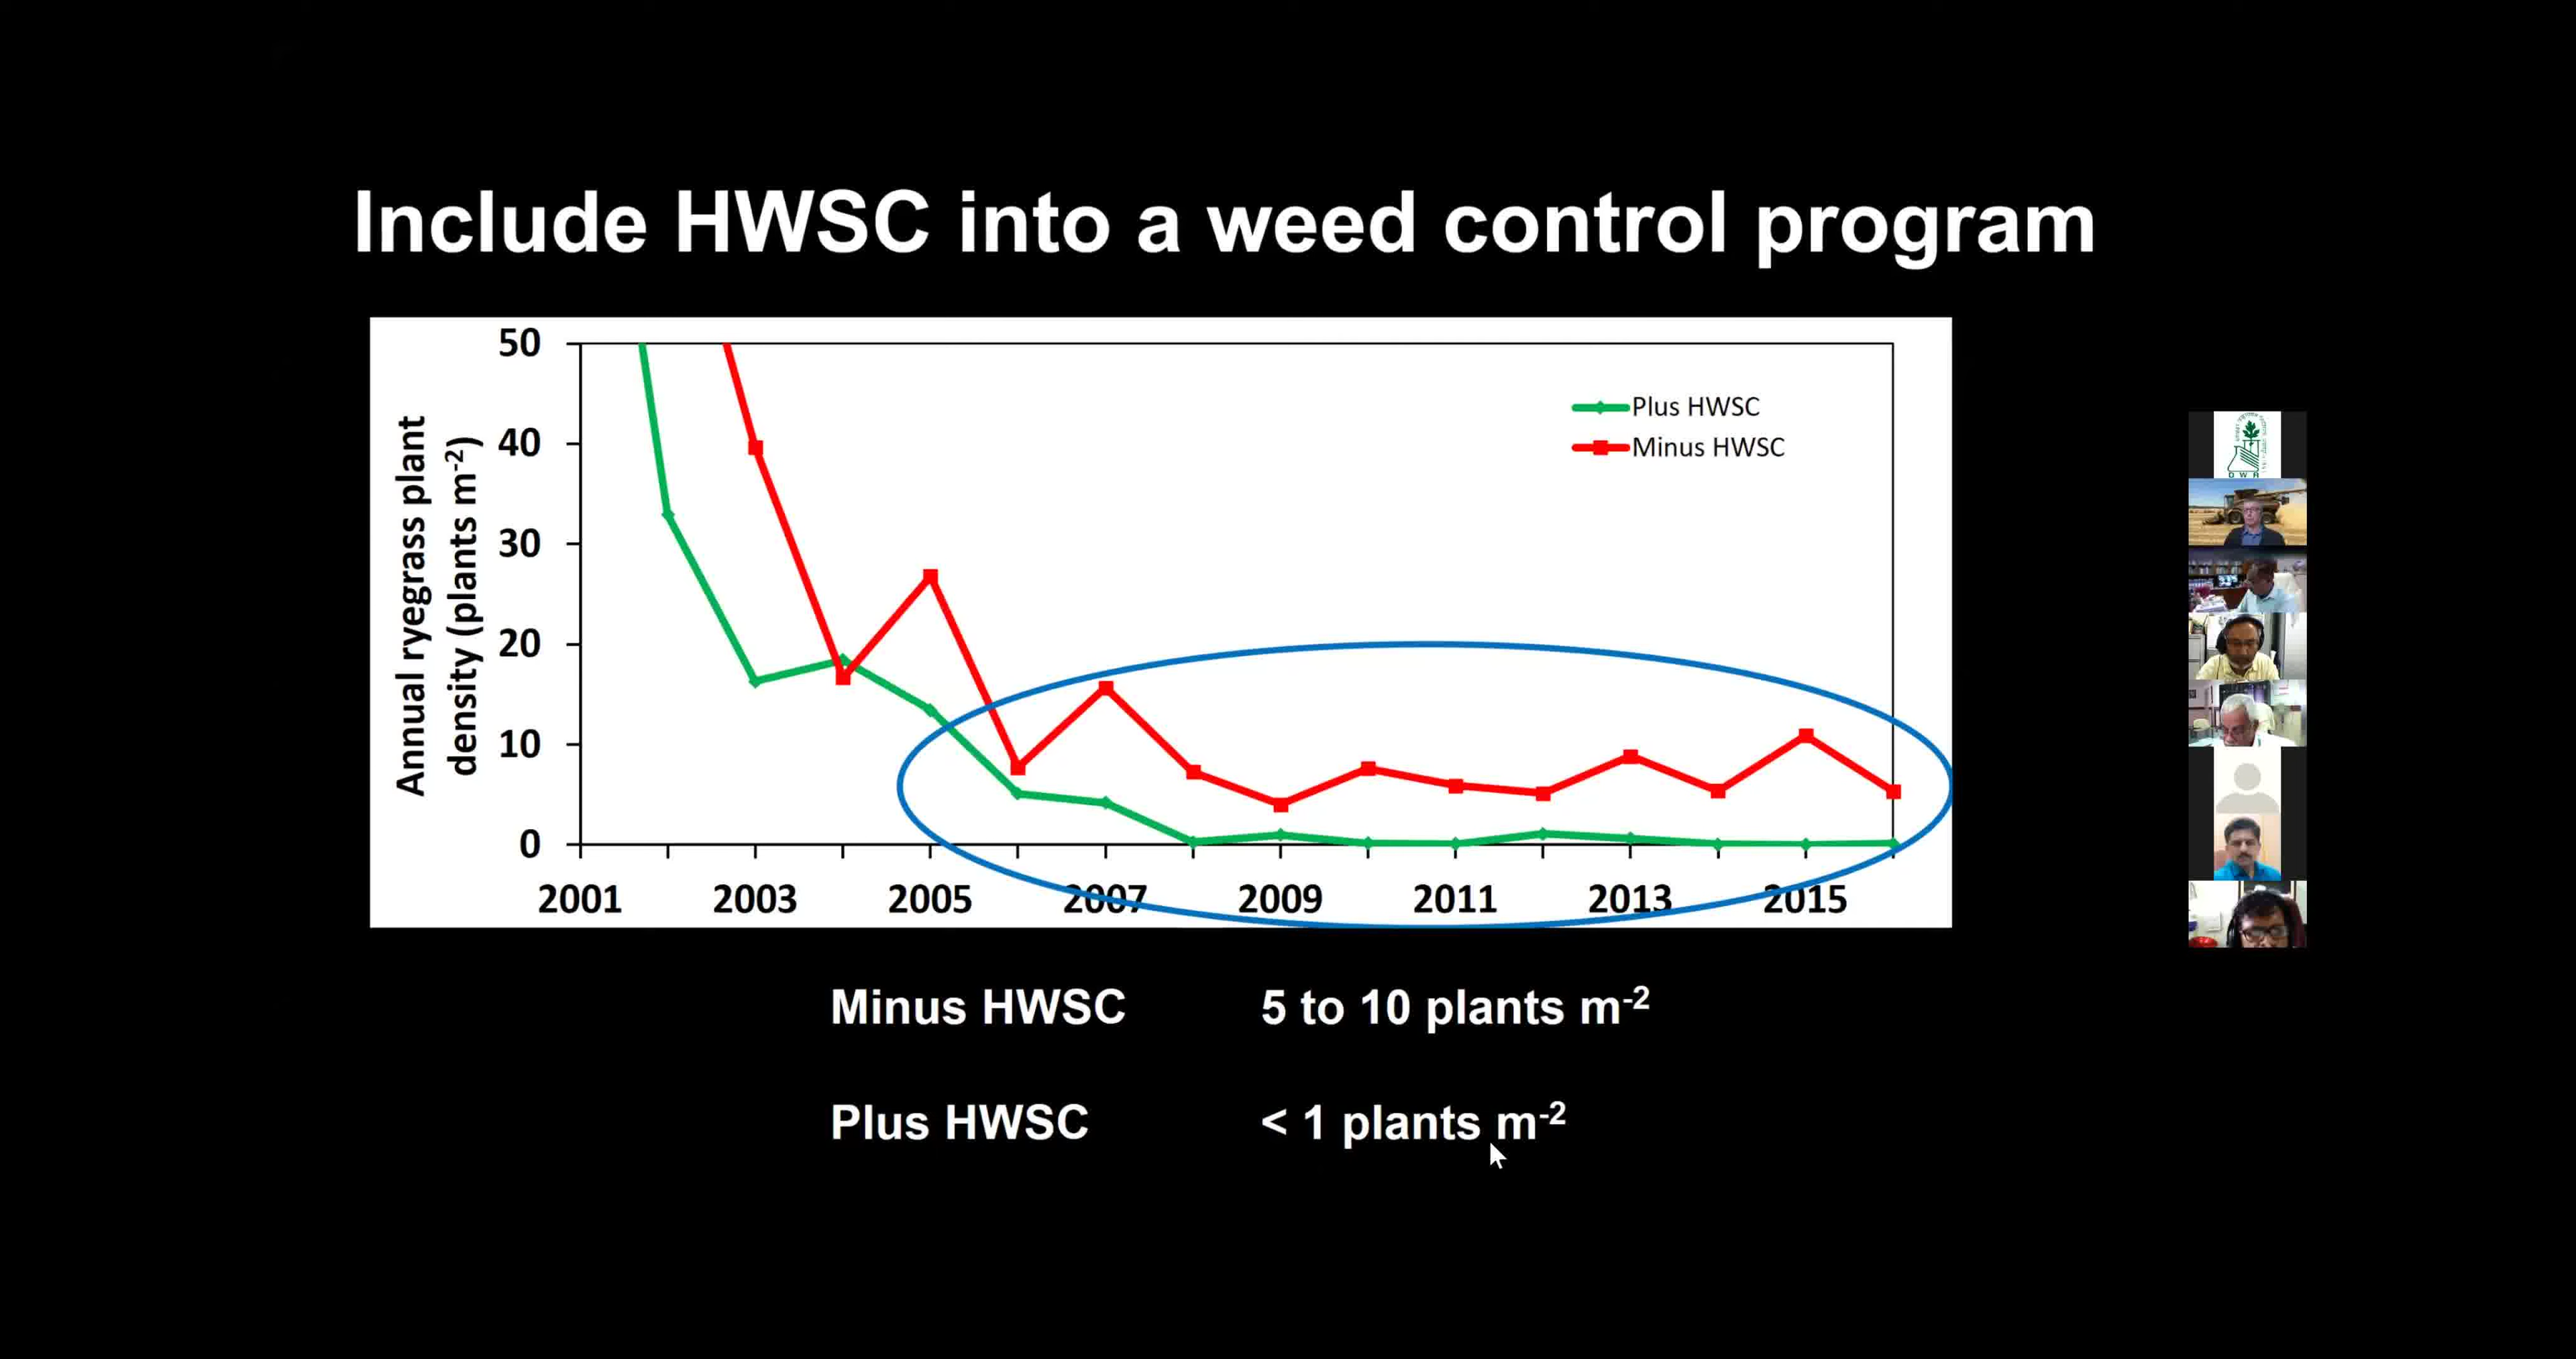 Include HWSC into a weed control program
Annual ryegrass plant
density (plants m-2)
50
40
30
20
10
0
Plus HWSC
Minus HWSC
2001 2003 2005 2007 2009 2011 2013 2015
Minus HWSC 5 to 10 plants m-2
Plus HWSC < 1 plants m-2
D W R